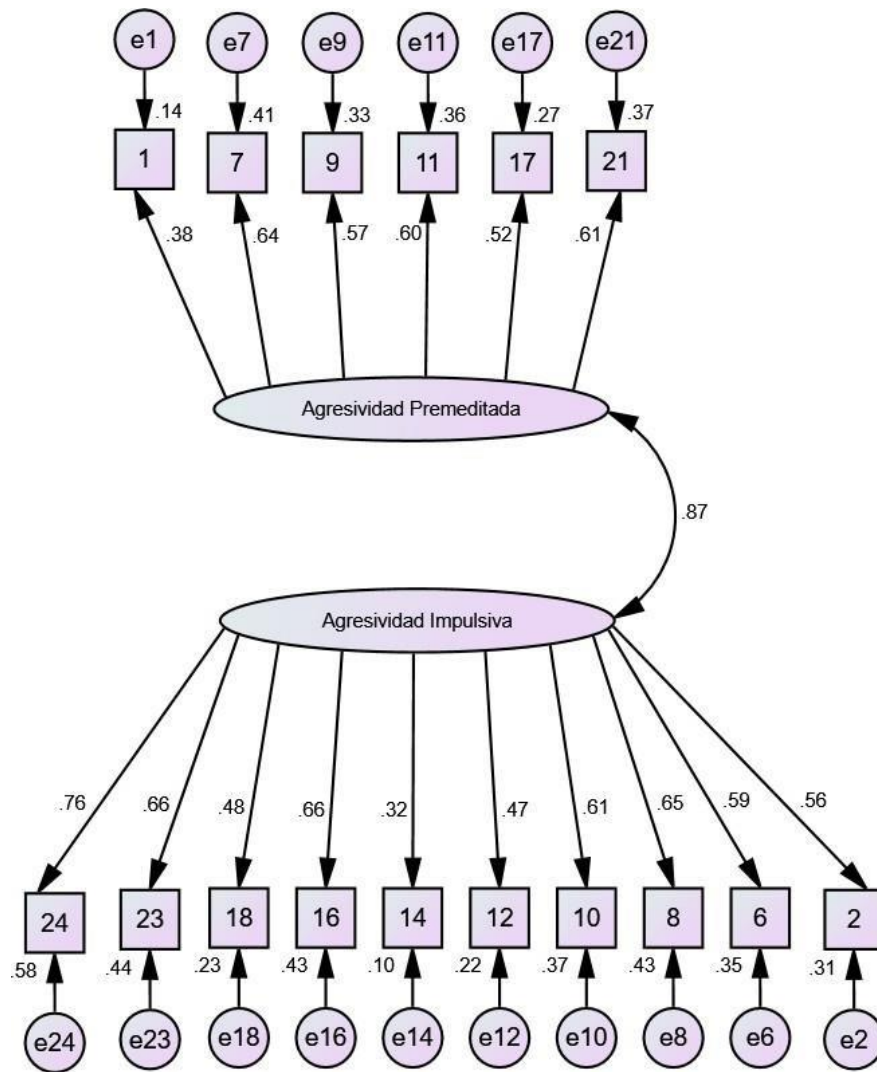 e1 e7 e9 e11 e17 e21
.14 .41 .33 .36 .27 .37
1 7 9 11 17 21
.38 .64 .57 .60 .52 .61
Agresividad Premeditada
.87
Agresividad Impulsiva
.76 .66 .48 .66 .32 .47 .61 .65 .59 .56
24 23 18 16 14 12 10 8 6 2
.58 .44 .23 .43 .10 .22 .37 .43 .35 .31
e24 e23 e18 e16 e14 e12 e10 e8 e6 e2